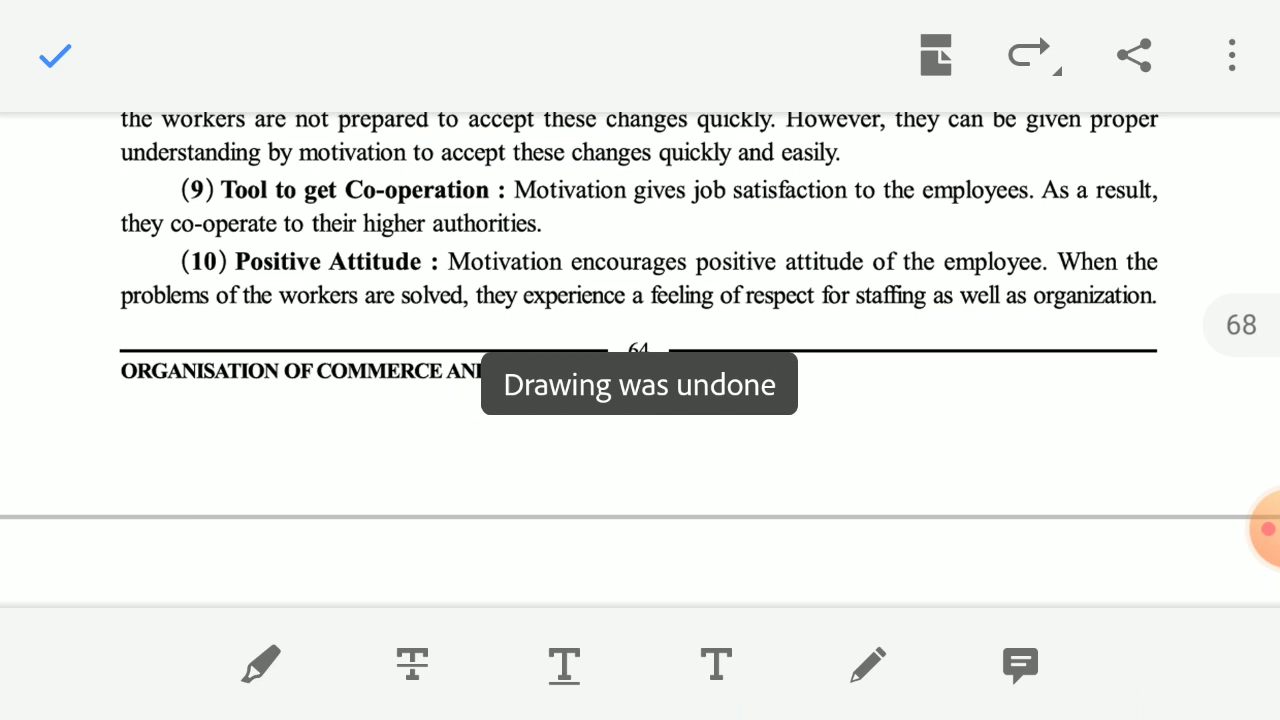 the workers are not prepared to accept these changes quickly. However, they can be given proper
understanding by motivation to accept these changes quickly and easily.
(9) Tool to get Co-operation : Motivation gives job satisfaction to the employees. As a result,
they co-operate to their higher authorities.
(10) Positive Attitude : Motivation encourages positive attitude of the employee. When the
problems of the workers are solved, they experience a feeling of respect for staffing as well as organization.
68
64
ORGANISATION OF COMMERCE AND
Drawing was undone